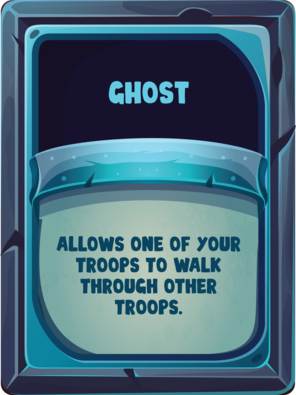 GHOST
ALLOWS ONE OF YOUR
TROOPS TO WALK
THROUGH OTHER
TROOPS.